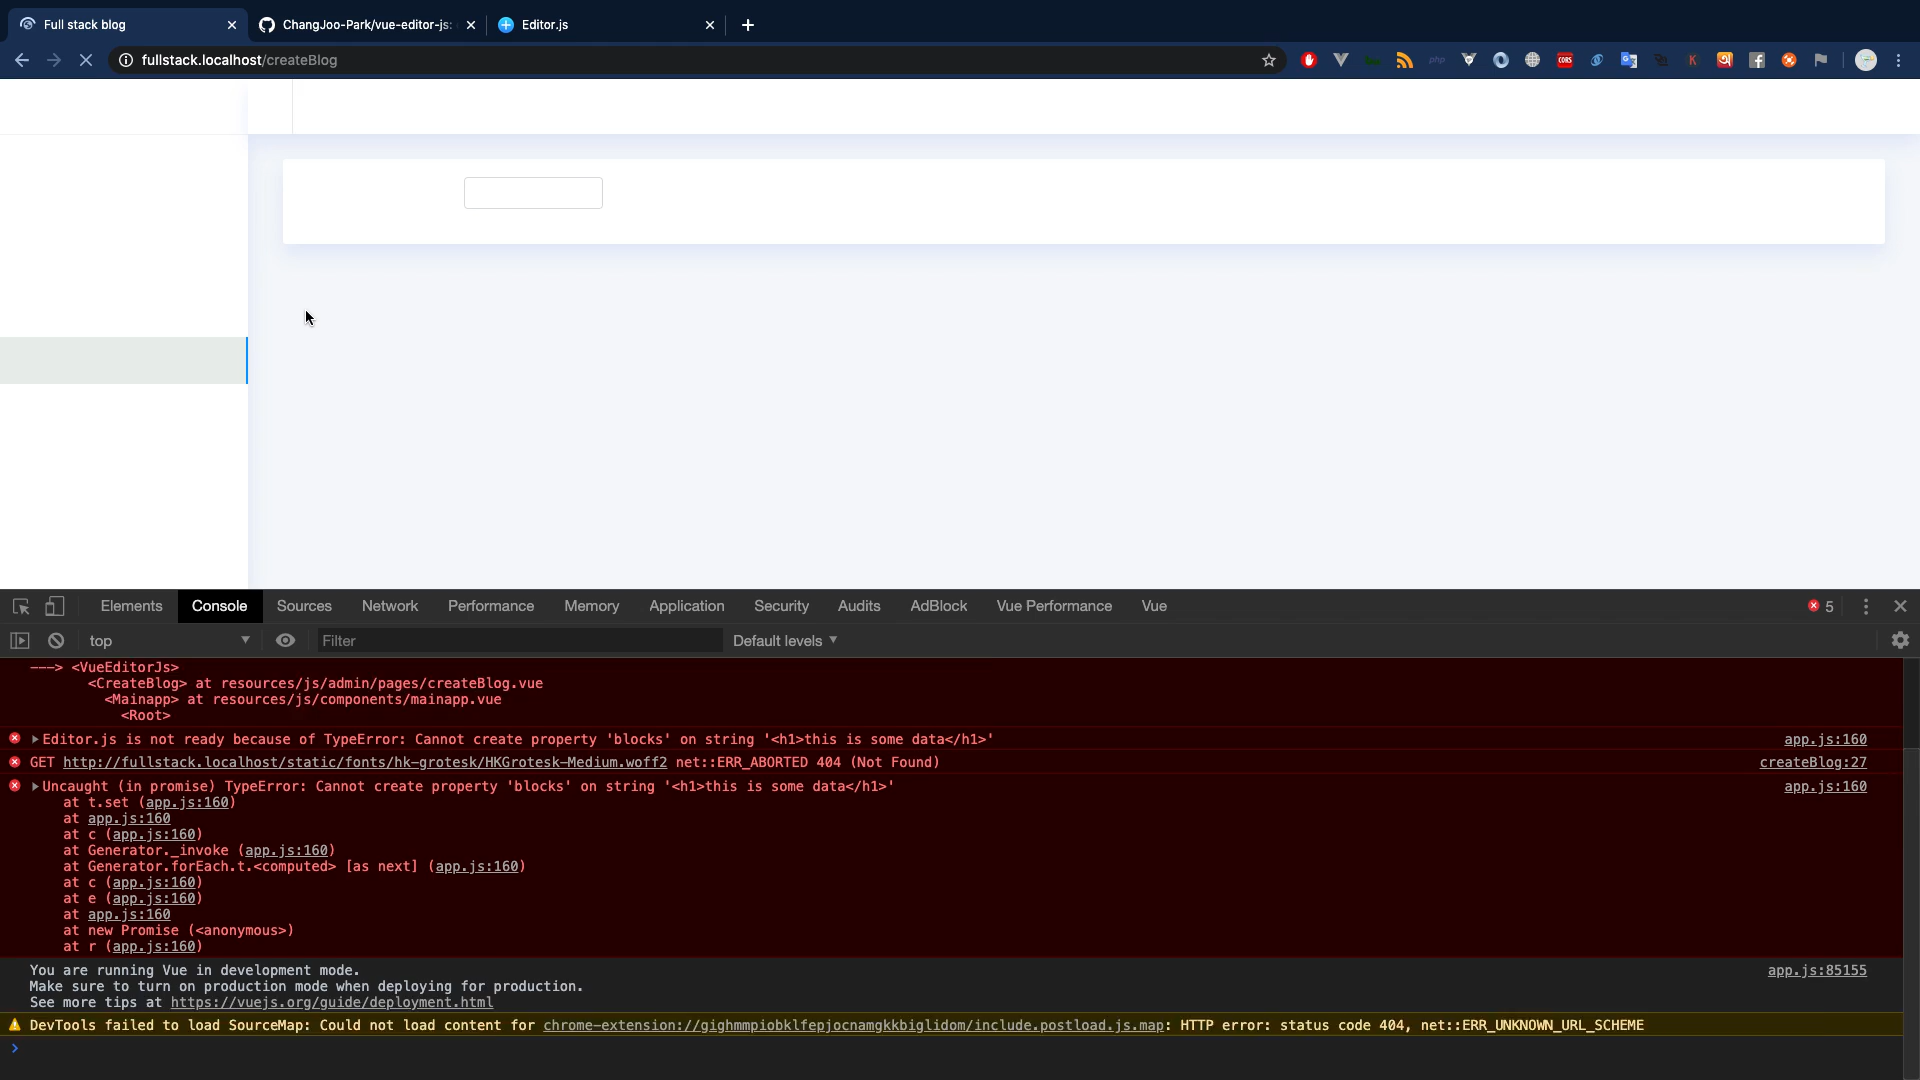 Full stack blog
ChangJoo-Park/vue-editor-js:
Editor.js
fullstack.localhost/createBlog
php
CORS
K
Elements Console Sources Network Performance Memory Application Security Audits AdBlock Vue Performance Vue 5
top Filter Default levels
---> <VueEditorJs>
<CreateBlog> at resources/js/admin/pages/createBlog.vue
<Mainapp> at resources/js/components/mainapp.vue
<Root>
Editor.js is not ready because of TypeError: Cannot create property 'blocks' on string '<h1>this is some data</h1>' app.js:160
GET http://fullstack.localhost/static/fonts/hk-grotesk/HKGrotesk-Medium.woff2 net::ERR_ABORTED 404 (Not Found) createBlog:27
Uncaught (in promise) TypeError: Cannot create property 'blocks' on string '<h1>this is some data</h1>' app.js:160
at t.set (app.js:160)
at app.js:160
at c (app.js:160)
at Generator._invoke (app.js:160)
at Generator.forEach.t.<computed> [as next] (app.js:160)
at c (app.js:160)
at e (app.js:160)
at app.js:160
at new Promise (<anonymous>)
at r (app.js:160)
You are running Vue in development mode. app.js:85155
Make sure to turn on production mode when deploying for production.
See more tips at https://vuejs.org/guide/deployment.html
DevTools failed to load SourceMap: Could not load content for chrome-extension://gighmmpiobklfepjocnamgkkbiglidom/include.postload.js.map: HTTP error: status code 404, net::ERR_UNKNOWN_URL_SCHEME